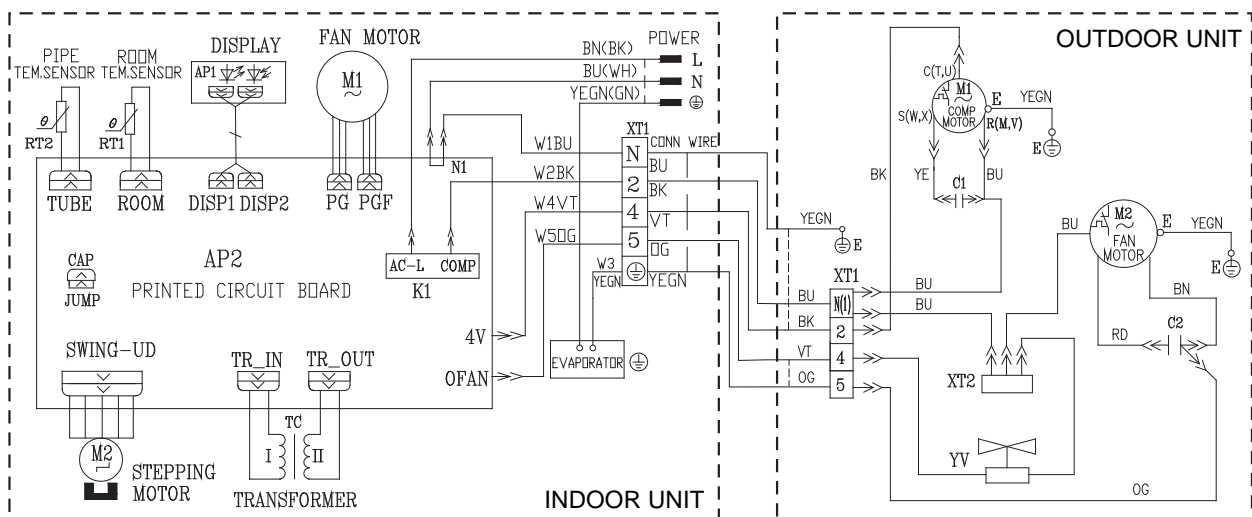 PIPE
TEM.SENSOR
ROOM
TEM.SENSOR
DISPLAY
AP1
FAN MOTOR
M1
~
BN(BK)
POWER
L
BU(WH)
N
YEGN(GN)
θ
RT2
θ
RT1
TUBE
ROOM
DISP1
DISP2
PG
PGF
N1
W1BU
W2BK
W4VT
W5OG
W3
YEGN
XT1
N
2
4
5
CONN WIRE
BU
BK
VT
OG
YEGN
CAP
JUMP
AP2
PRINTED CIRCUIT BOARD
AC-L
COMP
K1
4V
OFAN
EVAPORATOR
SWING-UD
TR_IN
TR_OUT
TC
I
II
TRANSFORMER
M2
STEPPING
MOTOR
INDOOR UNIT
OUTDOOR UNIT
C(T,U)
M1
~
COMP
MOTOR
S(W,X)
R(M,V)
E
YEGN
E
BK
YE
BU
C1
YEGN
E
BU
M2
~
FAN
MOTOR
E
YEGN
E
XT1
BU
N(1)
BU
BU
BK
2
VT
4
OG
5
RD
BN
C2
XT2
YV
OG